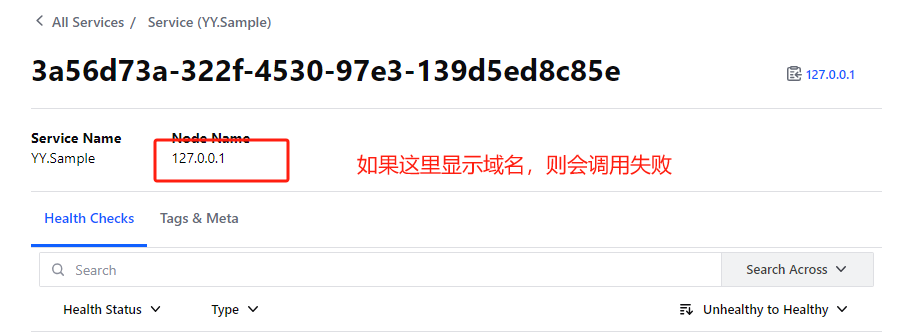 All Services / Service (YY.Sample)
3a56d73a-322f-4530-97e3-139d5ed8c85e
127.0.0.1
Service Name Node Name
YY.Sample 127.0.0.1
如果这里显示域名，则会调用失败
Health Checks Tags & Meta
Search Search Across
Health Status Type Unhealthy to Healthy